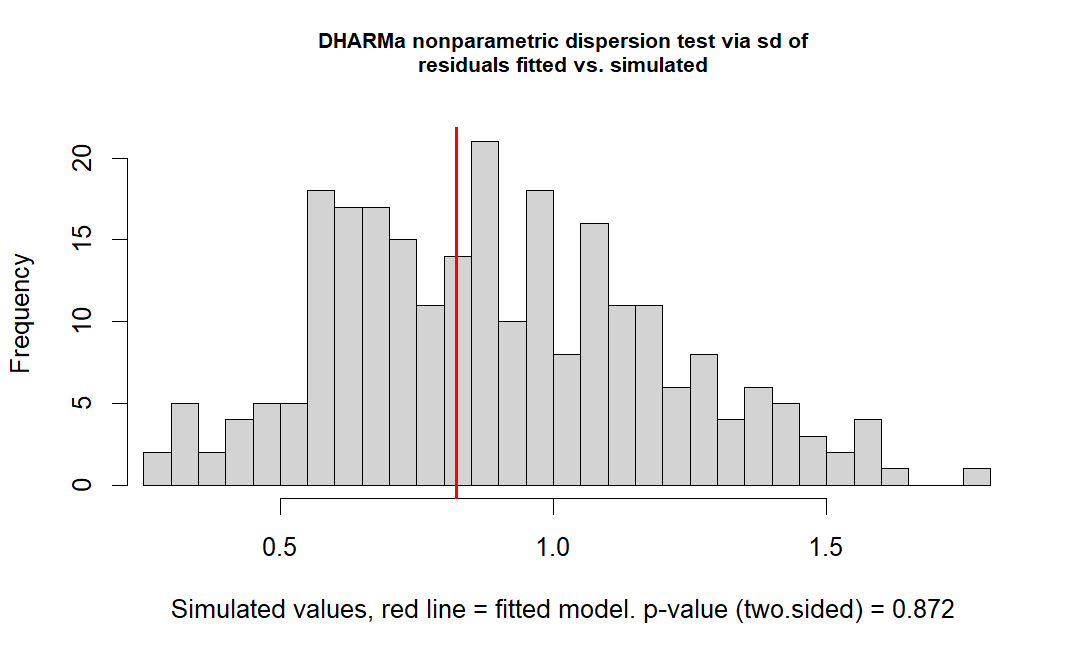 DHARMa nonparametric dispersion test via sd of
residuals fitted vs. simulated
Frequency
20
15
10
5
0
0.5 1.0 1.5
Simulated values, red line = fitted model. p-value (two.sided) = 0.872